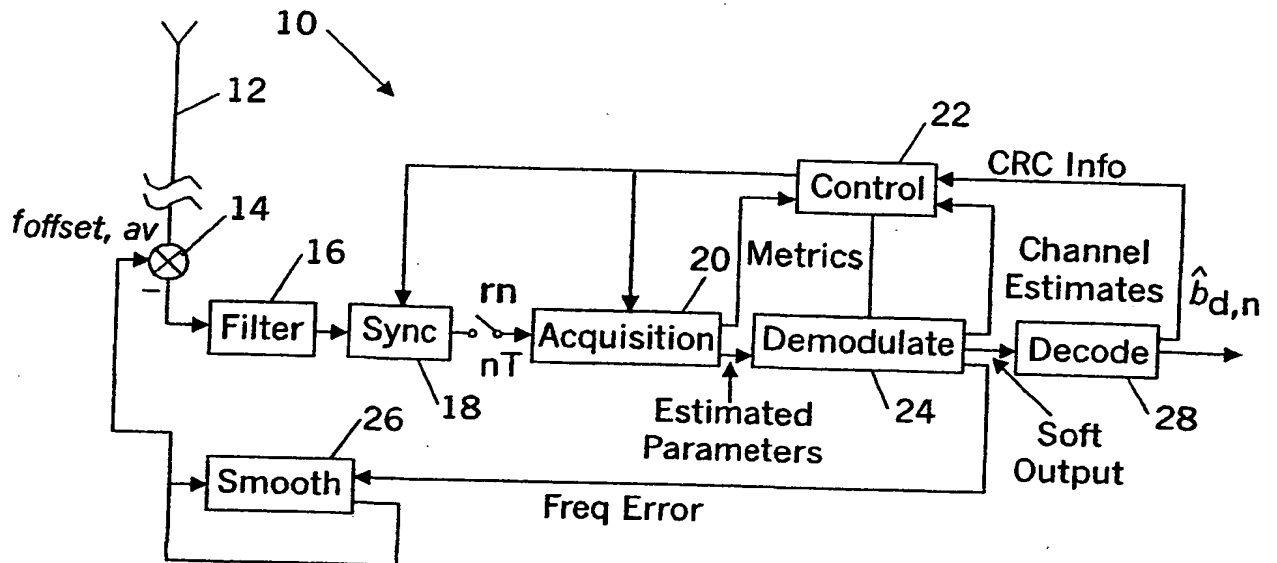 10
12
22
CRC Info
Control
foffset, av
14
16
20
Metrics
Channel
Estimates
b̂d,n
rn
Filter
Sync
Acquisition
Demodulate
Decode
nT
18
24
28
Estimated
Parameters
Soft
Output
26
Smooth
Freq Error